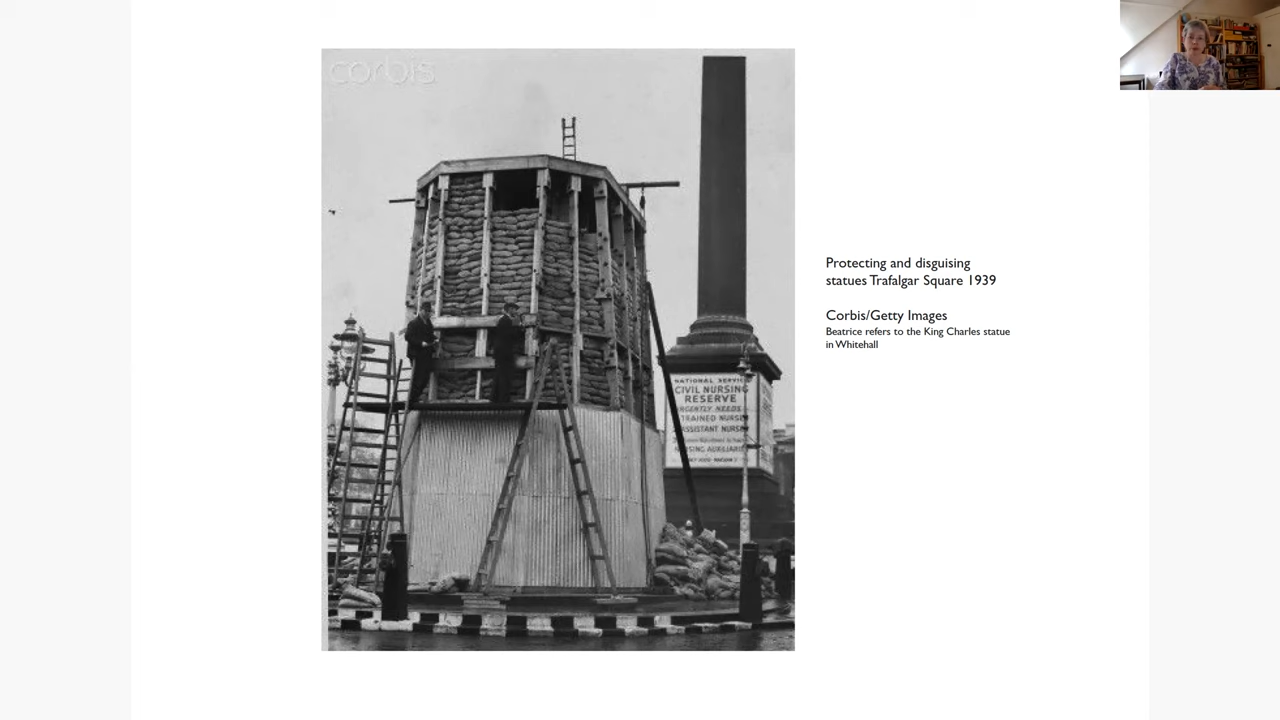 corbis
NATIONAL SERVICE
CIVIL NURSING
RESERVE
URGENTLY NEEDS
TRAINED NURSES
ASSISTANT NURSES
NURSING AUXILIARIES
Protecting and disguising
statues Trafalgar Square 1939
Corbis/Getty Images
Beatrice refers to the King Charles statue
in Whitehall